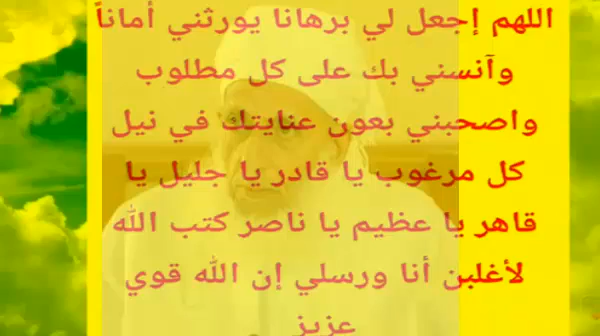 اللهم إجعل لي برهانا يورثني أماناً
وآنسني بك على كل مطلوب
واصحبني بعون عنايتك في نيل
كل مرغوب يا قادر يا جليل يا
قاهر يا عظيم يا ناصر كتب الله
لأغلبن أنا ورسلي إن الله قوي
عزيز